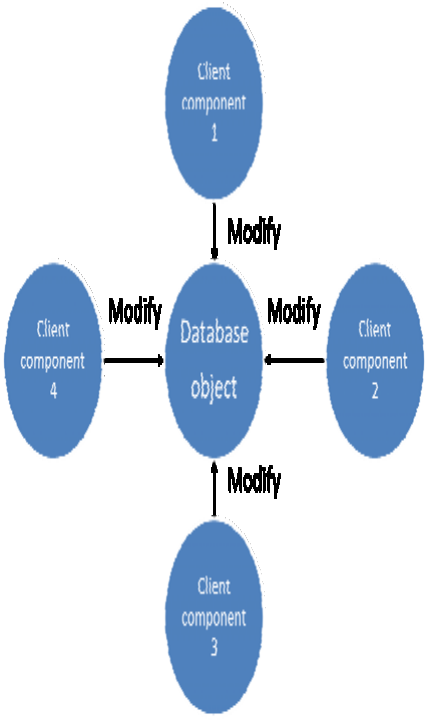 Client
component
1
Modify
Modify
Modify
Client
component
4
Database
object
Client
component
2
Modify
Client
component
3